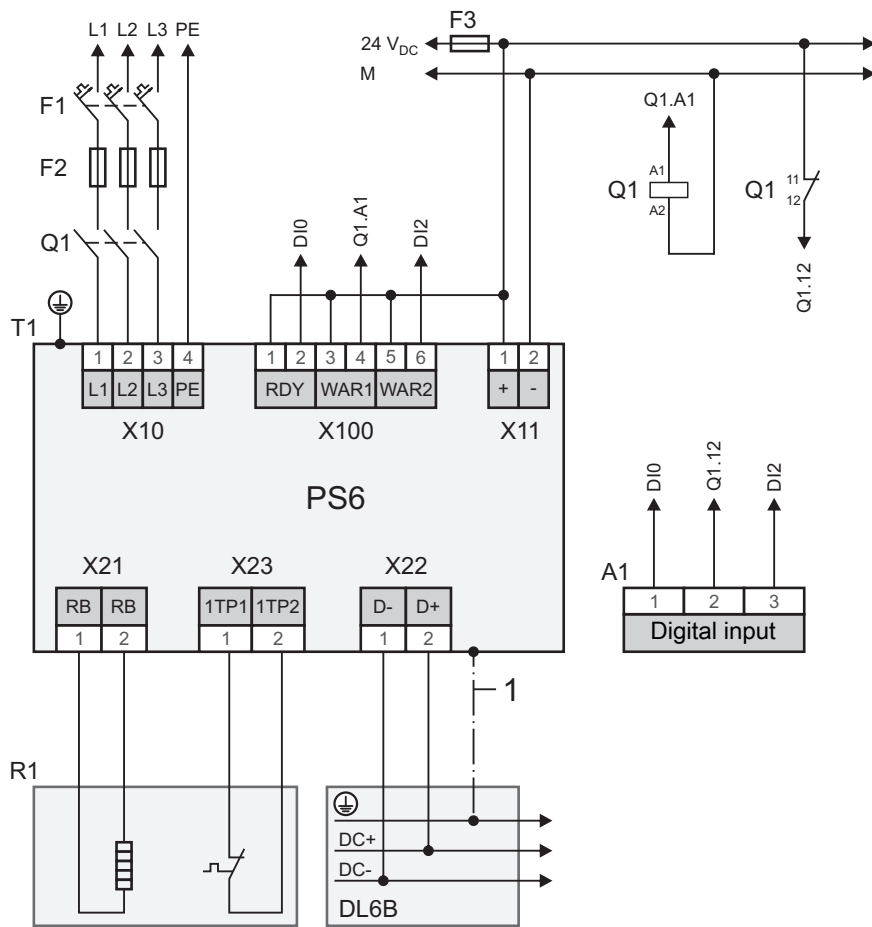 L1 L2 L3 PE
F3
24 VDC
M
F1
F2
Q1
DI0
Q1.A1
DI2
Q1.A1
Q1
A1
A2
Q1
11
12
Q1.12
T1
1 2 3 4
L1 L2 L3 PE
X10
1 2 3 4 5 6
RDY WAR1 WAR2
X100
1 2
+ -
X11
PS6
DI0
Q1.12
DI2
A1
1 2 3
Digital input
X21
RB RB
1 2
X23
1TP1 1TP2
1 2
X22
D- D+
1 2
1
R1
DC+
DC-
DL6B